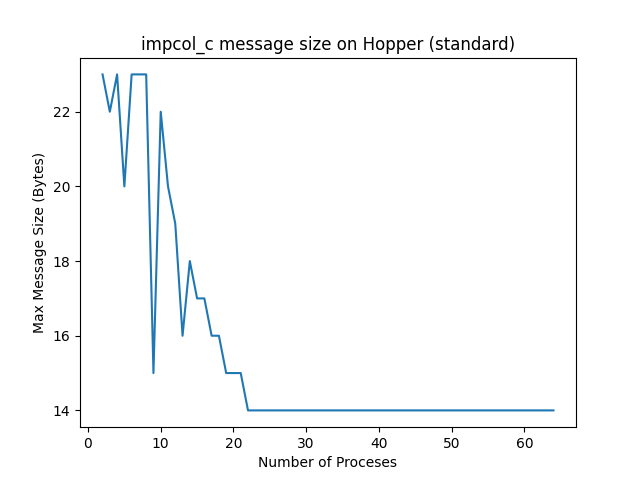 impcol_c message size on Hopper (standard)
Max Message Size (Bytes)
22
20
18
16
14
0 10 20 30 40 50 60
Number of Proceses